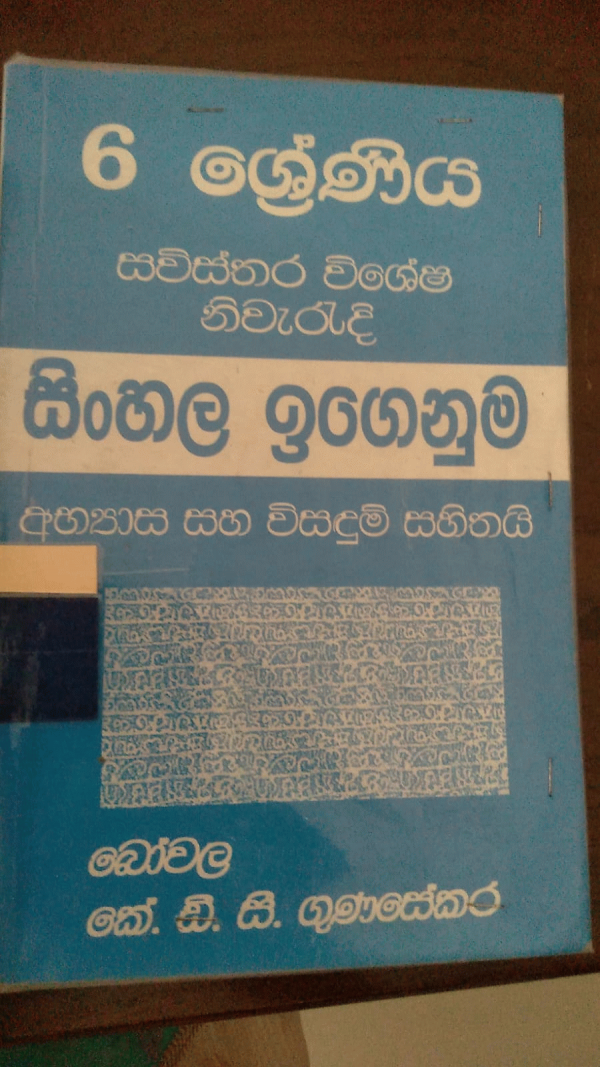 6 ශ්‍රේණිය
සවිස්තර විශේෂ
නිවැරැදි
සිංහල ඉගෙනුම
අභ්‍යාස සහ විසඳුම් සහිතයි
බෝවල
කේ. ඩී. සී. ගුණසේකර